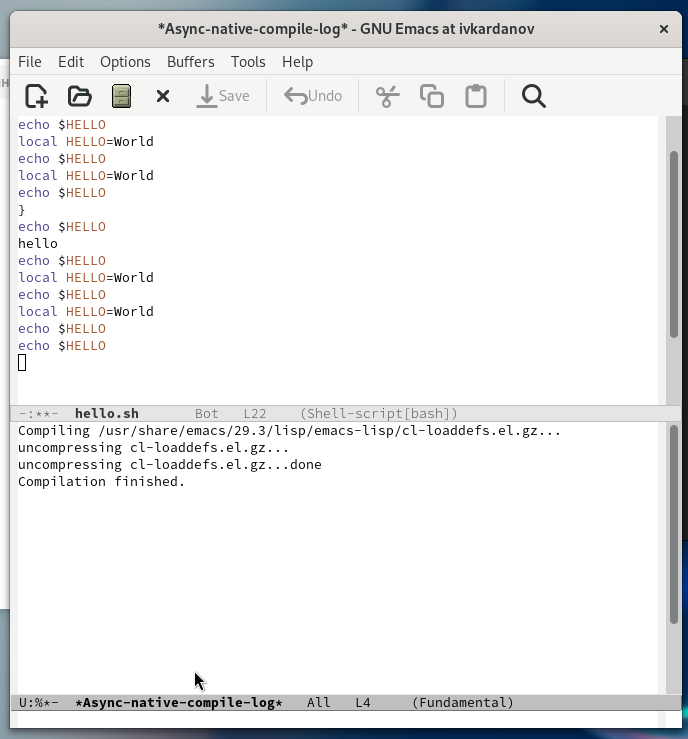 *Async-native-compile-log* - GNU Emacs at ivkardanov
File Edit Options Buffers Tools Help
Save Undo
echo $HELLO
local HELLO=World
echo $HELLO
local HELLO=World
echo $HELLO
}
echo $HELLO
hello
echo $HELLO
local HELLO=World
echo $HELLO
local HELLO=World
echo $HELLO
echo $HELLO
-:**- hello.sh Bot L22 (Shell-script[bash])
Compiling /usr/share/emacs/29.3/lisp/emacs-lisp/cl-loaddefs.el.gz...
uncompressing cl-loaddefs.el.gz...
uncompressing cl-loaddefs.el.gz...done
Compilation finished.
U:%*- *Async-native-compile-log* All L4 (Fundamental)